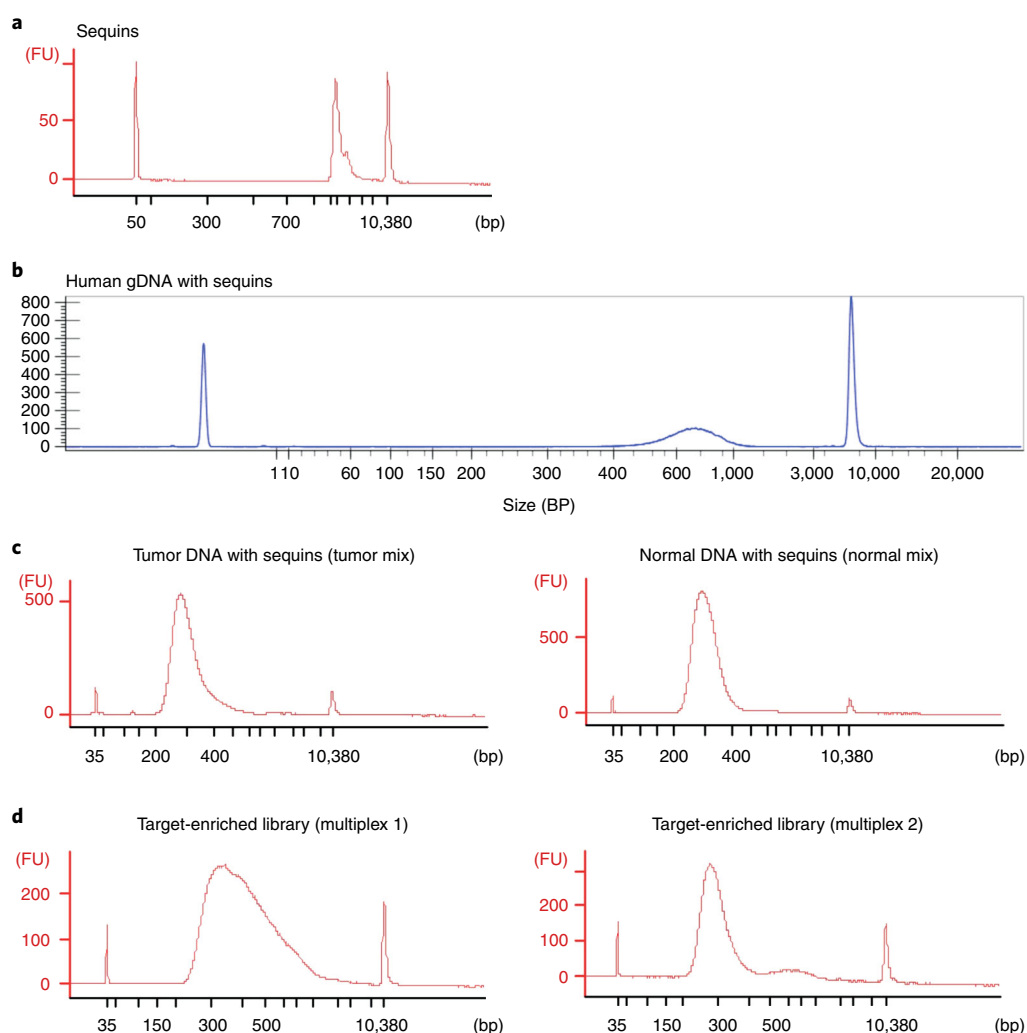 a
Sequins
(FU)
50
0
50 300 700 10,380 (bp)
b
Human gDNA with sequins
800
700
600
500
400
300
200
100
0
110 60 100 150 200 300 400 600 1,000 3,000 10,000 20,000
Size (BP)
c
Tumor DNA with sequins (tumor mix)
(FU)
500
0
35 200 400 10,380 (bp)
Normal DNA with sequins (normal mix)
(FU)
500
0
35 200 400 10,380 (bp)
d
Target-enriched library (multiplex 1)
(FU)
200
100
0
35 150 300 500 10,380 (bp)
Target-enriched library (multiplex 2)
(FU)
200
100
0
35 150 300 500 10,380 (bp)